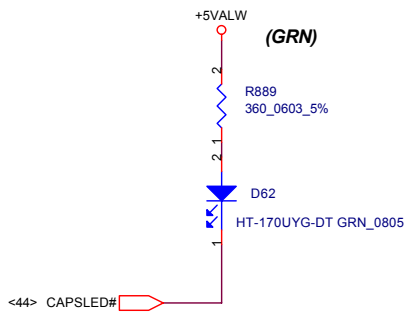 +5VALW
(GRN)
2
R889
360_0603_5%
1
2
D62
HT-170UYG-DT GRN_0805
1
<44> CAPSLED#